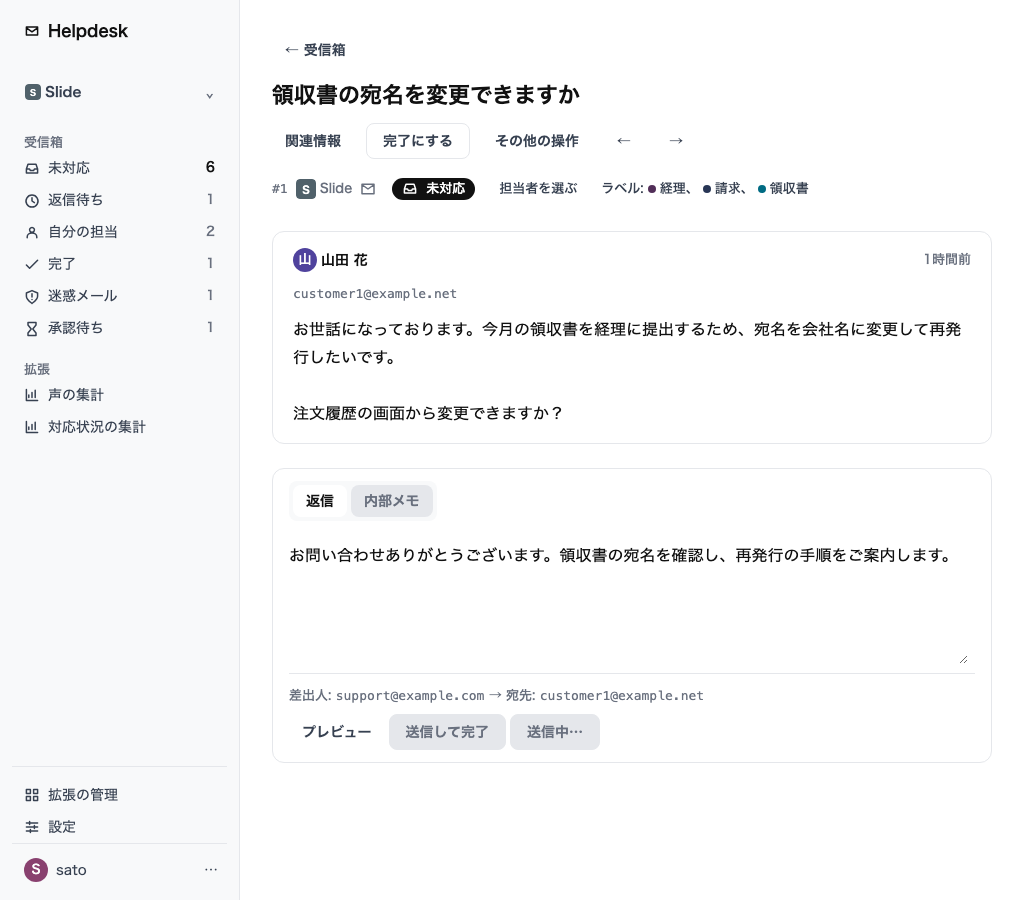 Helpdesk
S Slide
受信箱
未対応 6
返信待ち 1
自分の担当 2
完了 1
迷惑メール 1
承認待ち 1
拡張
声の集計
対応状況の集計
拡張の管理
設定
S sato ⋯
← 受信箱
領収書の宛名を変更できますか
関連情報 完了にする その他の操作 ← →
#1 S Slide 未対応 担当者を選ぶ ラベル: 経理、 請求、 領収書
山 山田 花 1時間前
customer1@example.net
お世話になっております。今月の領収書を経理に提出するため、宛名を会社名に変更して再発
行したいです。
注文履歴の画面から変更できますか？
返信 内部メモ
お問い合わせありがとうございます。領収書の宛名を確認し、再発行の手順をご案内します。
差出人: support@example.com → 宛先: customer1@example.net
プレビュー 送信して完了 送信中…